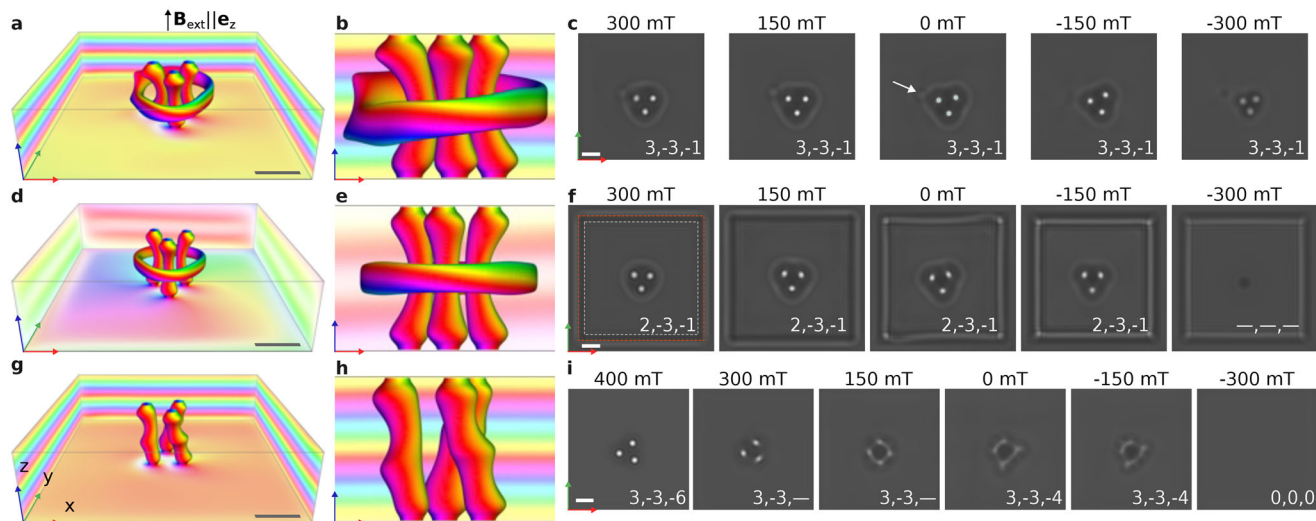 a
B_ext||e_z
b
c
300 mT
150 mT
0 mT
-150 mT
-300 mT
3,-3,-1
3,-3,-1
3,-3,-1
3,-3,-1
3,-3,-1
d
e
f
300 mT
150 mT
0 mT
-150 mT
-300 mT
2,-3,-1
2,-3,-1
2,-3,-1
2,-3,-1
—,—,—
g
z
y
x
h
i
400 mT
300 mT
150 mT
0 mT
-150 mT
-300 mT
3,-3,-6
3,-3,—
3,-3,—
3,-3,-4
3,-3,-4
0,0,0